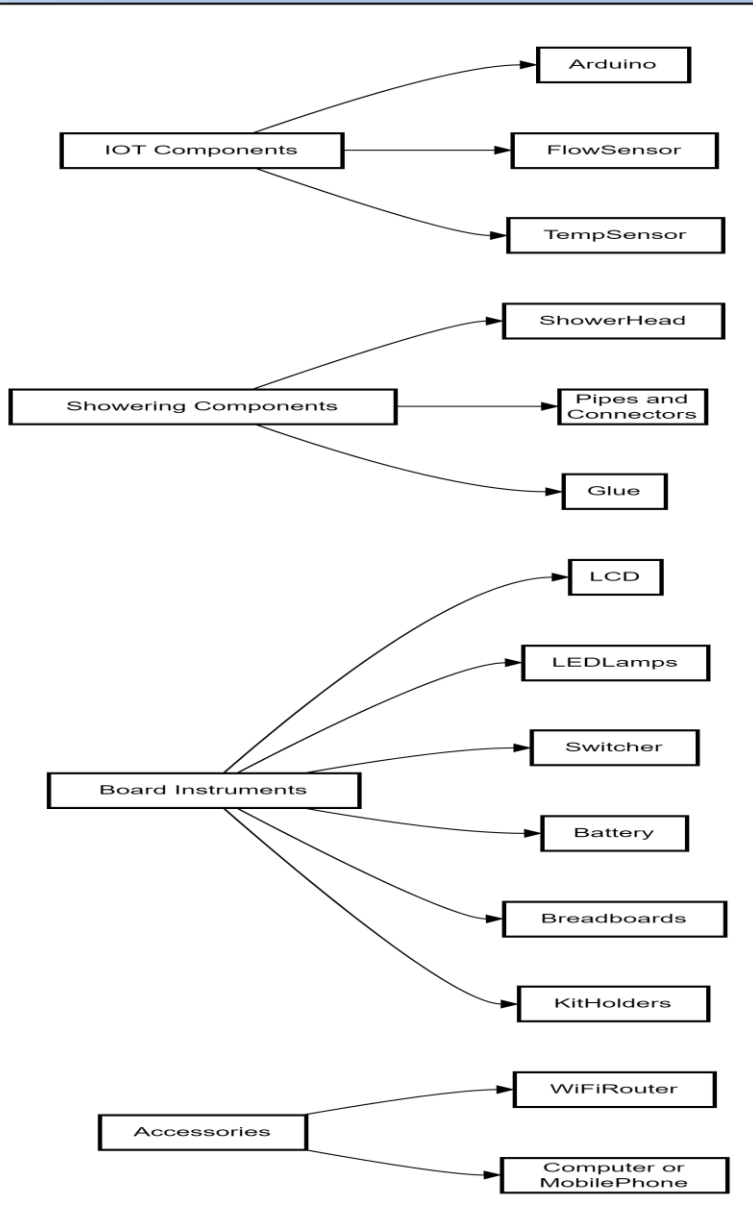 Arduino
IOT Components
FlowSensor
TempSensor
ShowerHead
Showering Components
Pipes and
Connectors
Glue
LCD
LEDLamps
Switcher
Board Instruments
Battery
Breadboards
KitHolders
WiFiRouter
Accessories
Computer or
MobilePhone